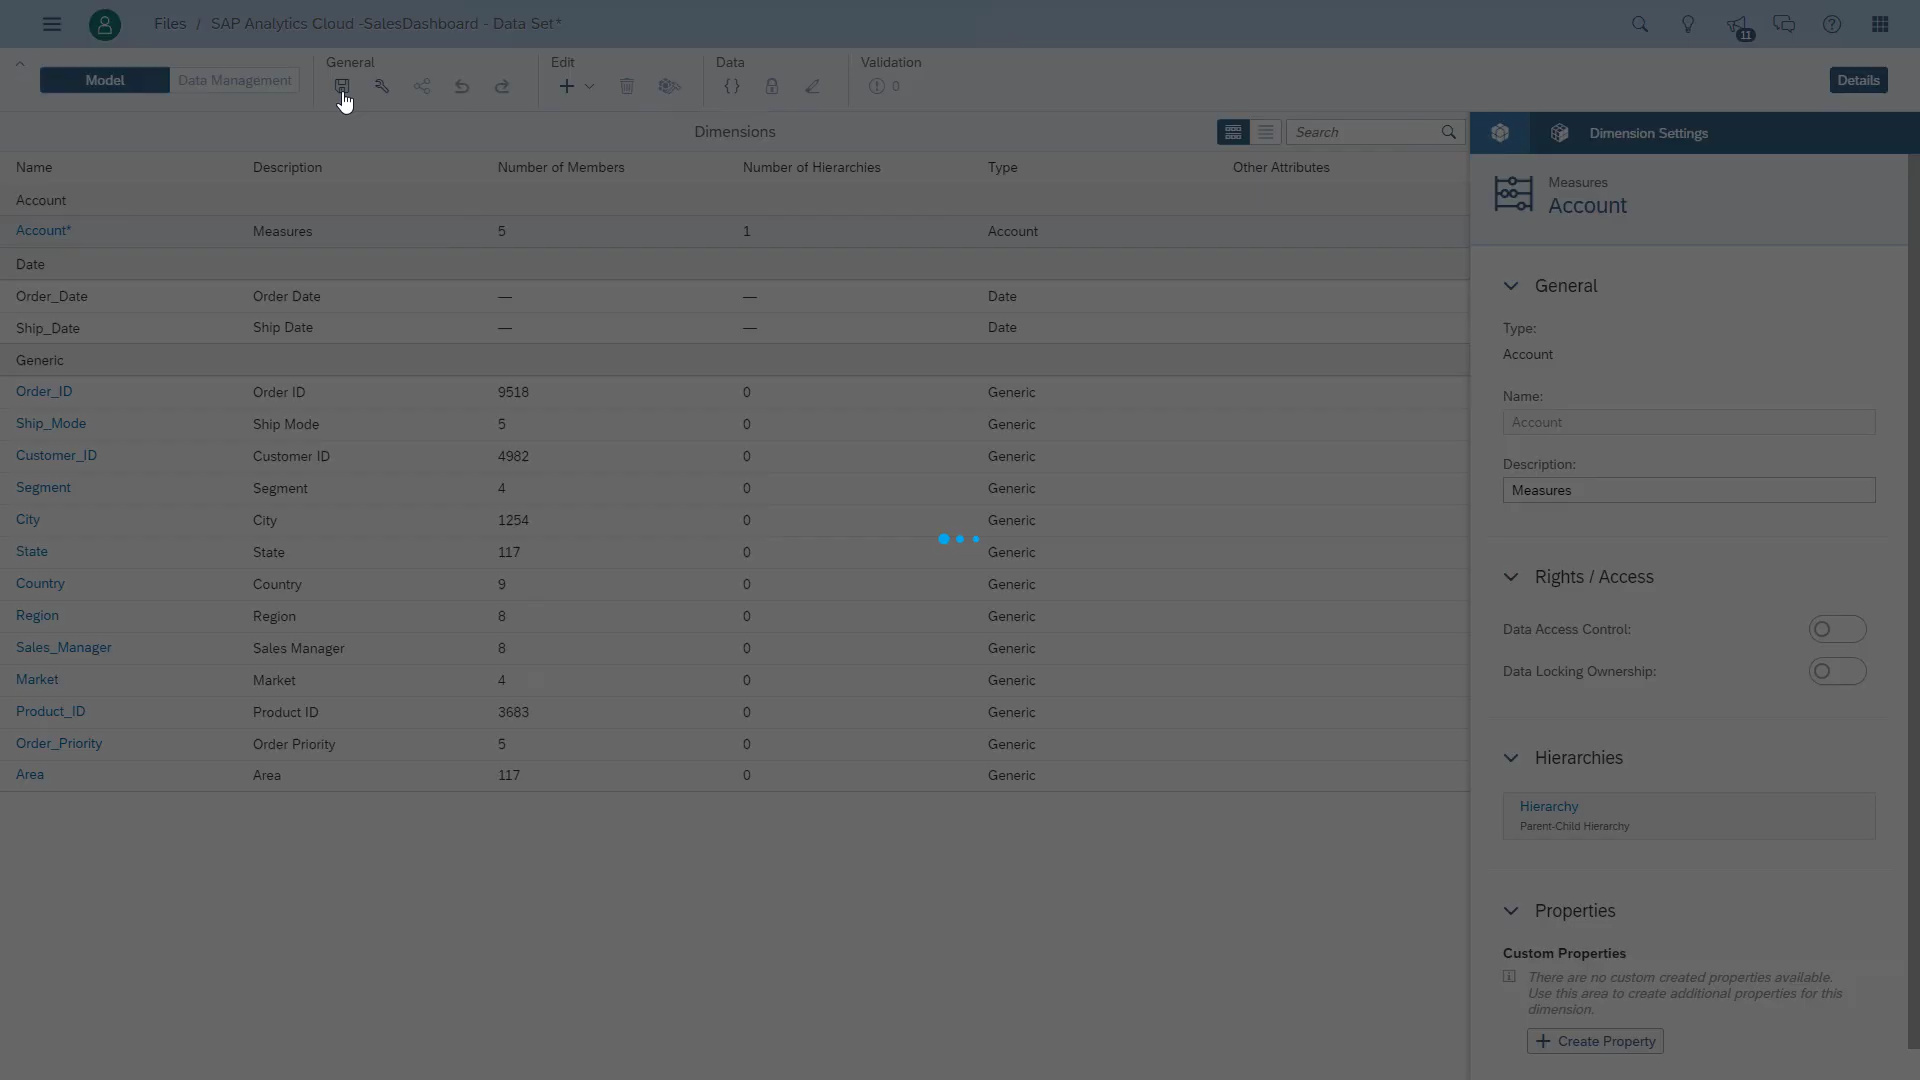 Files / SAP Analytics Cloud -SalesDashboard - Data Set*
11
Model Data Management
General
Edit
Data
Validation
0
Details
Dimensions
Search
Name Description Number of Members Number of Hierarchies Type Other Attributes
Account
Account* Measures 5 1 Account
Date
Order_Date Order Date — — Date
Ship_Date Ship Date — — Date
Generic
Order_ID Order ID 9518 0 Generic
Ship_Mode Ship Mode 5 0 Generic
Customer_ID Customer ID 4982 0 Generic
Segment Segment 4 0 Generic
City City 1254 0 Generic
State State 117 0 Generic
Country Country 9 0 Generic
Region Region 8 0 Generic
Sales_Manager Sales Manager 8 0 Generic
Market Market 4 0 Generic
Product_ID Product ID 3683 0 Generic
Order_Priority Order Priority 5 0 Generic
Area Area 117 0 Generic
Dimension Settings
Measures
Account
General
Type:
Account
Name:
Account
Description:
Measures
Rights / Access
Data Access Control:
Data Locking Ownership:
Hierarchies
Hierarchy
Parent-Child Hierarchy
Properties
Custom Properties
There are no custom created properties available.
Use this area to create additional properties for this
dimension.
+ Create Property